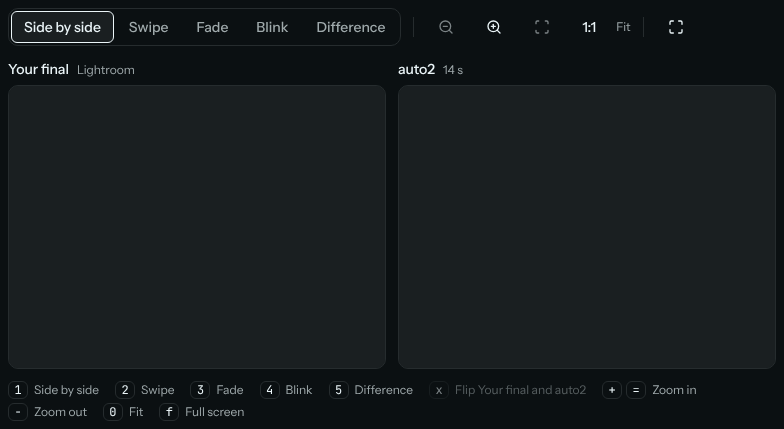 Side by side Swipe Fade Blink Difference 1:1 Fit
Your final Lightroom
auto2 14 s
1 Side by side 2 Swipe 3 Fade 4 Blink 5 Difference x Flip Your final and auto2 + = Zoom in
- Zoom out 0 Fit f Full screen